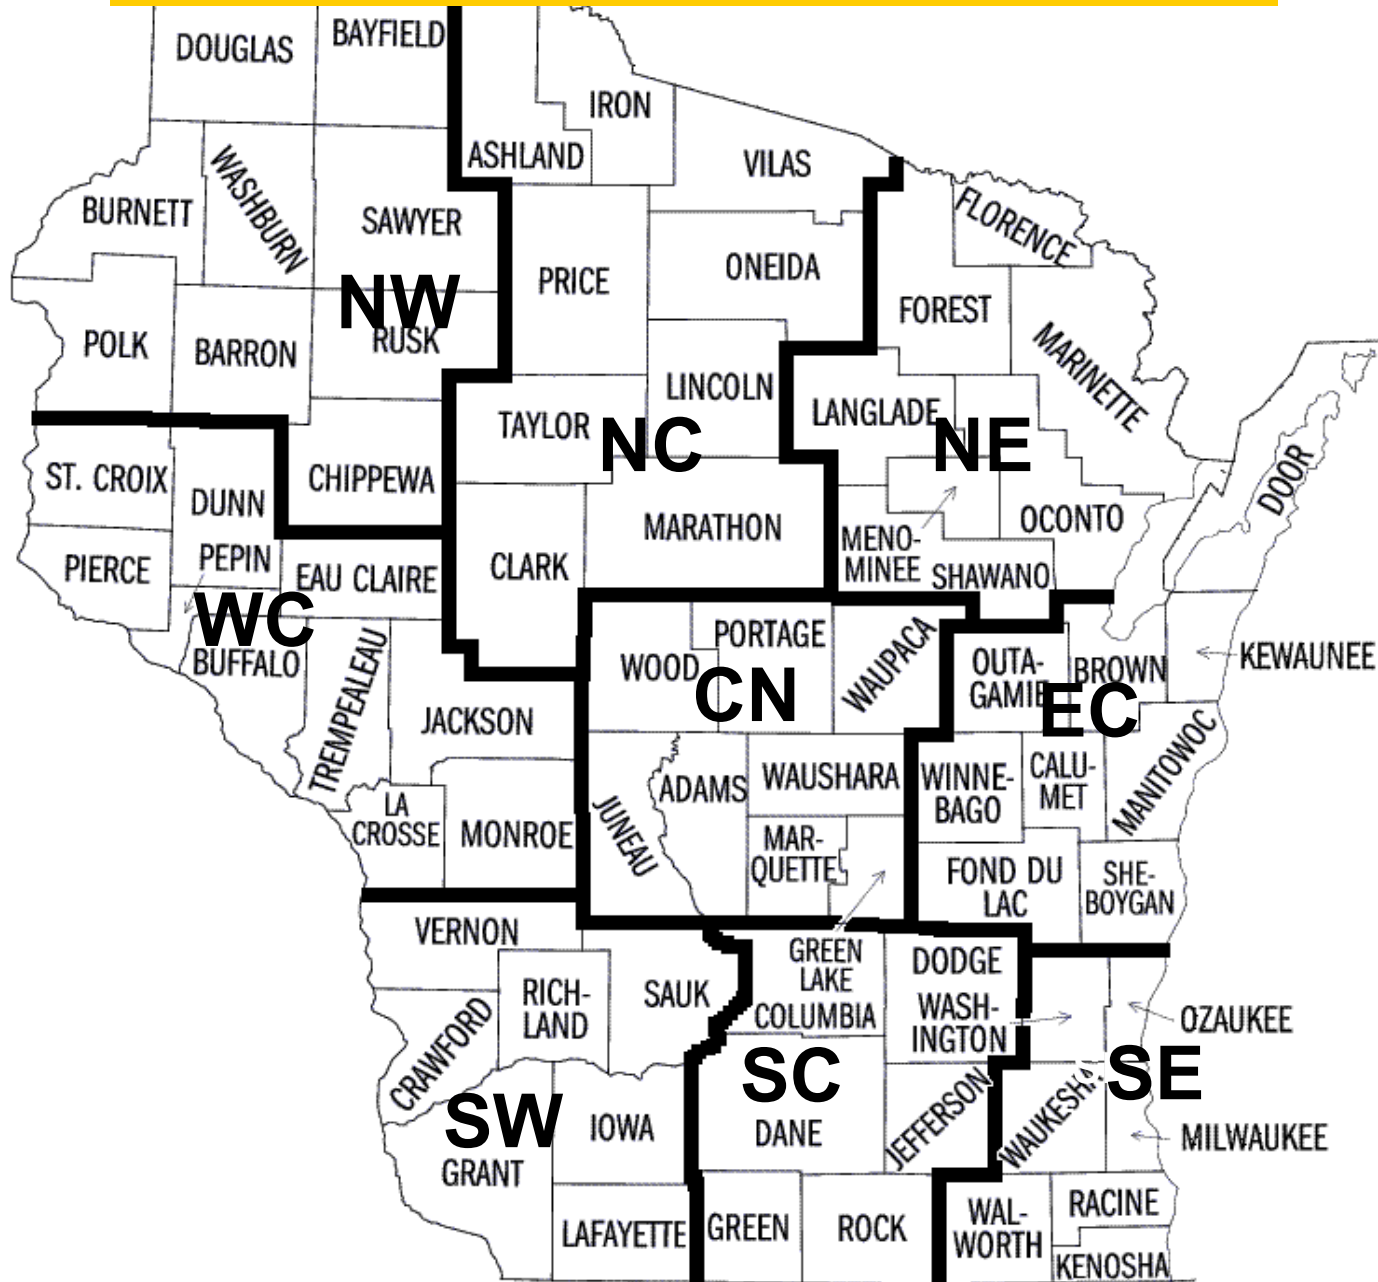 DOUGLAS
BAYFIELD
IRON
ASHLAND
VILAS
WASHBURN
BURNETT
SAWYER
FLORENCE
PRICE
ONEIDA
NW
FOREST
POLK
BARRON
RUSK
MARINETTE
LINCOLN
LANGLADE
TAYLOR
NC
NE
ST. CROIX
DUNN
CHIPPEWA
DOOR
MARATHON
OCONTO
MENO-
MINEE
PIERCE
PEPIN
EAU CLAIRE
CLARK
SHAWANO
WC
BUFFALO
TREMPEALEAU
WOOD
PORTAGE
WAUPACA
CN
OUTA-
GAMIE
BROWN
KEWAUNEE
EC
JACKSON
ADAMS
WAUSHARA
WINNE-
BAGO
CALU-
MET
MANITOWOC
LA
CROSSE
MONROE
JUNEAU
MAR-
QUETTE
FOND DU
LAC
SHE-
BOYGAN
VERNON
GREEN
LAKE
DODGE
RICH-
LAND
SAUK
COLUMBIA
WASH-
INGTON
OZAUKEE
CRAWFORD
SC
SE
SW
IOWA
DANE
JEFFERSON
WAUKESHA
MILWAUKEE
GRANT
LAFAYETTE
GREEN
ROCK
WAL-
WORTH
RACINE
KENOSHA